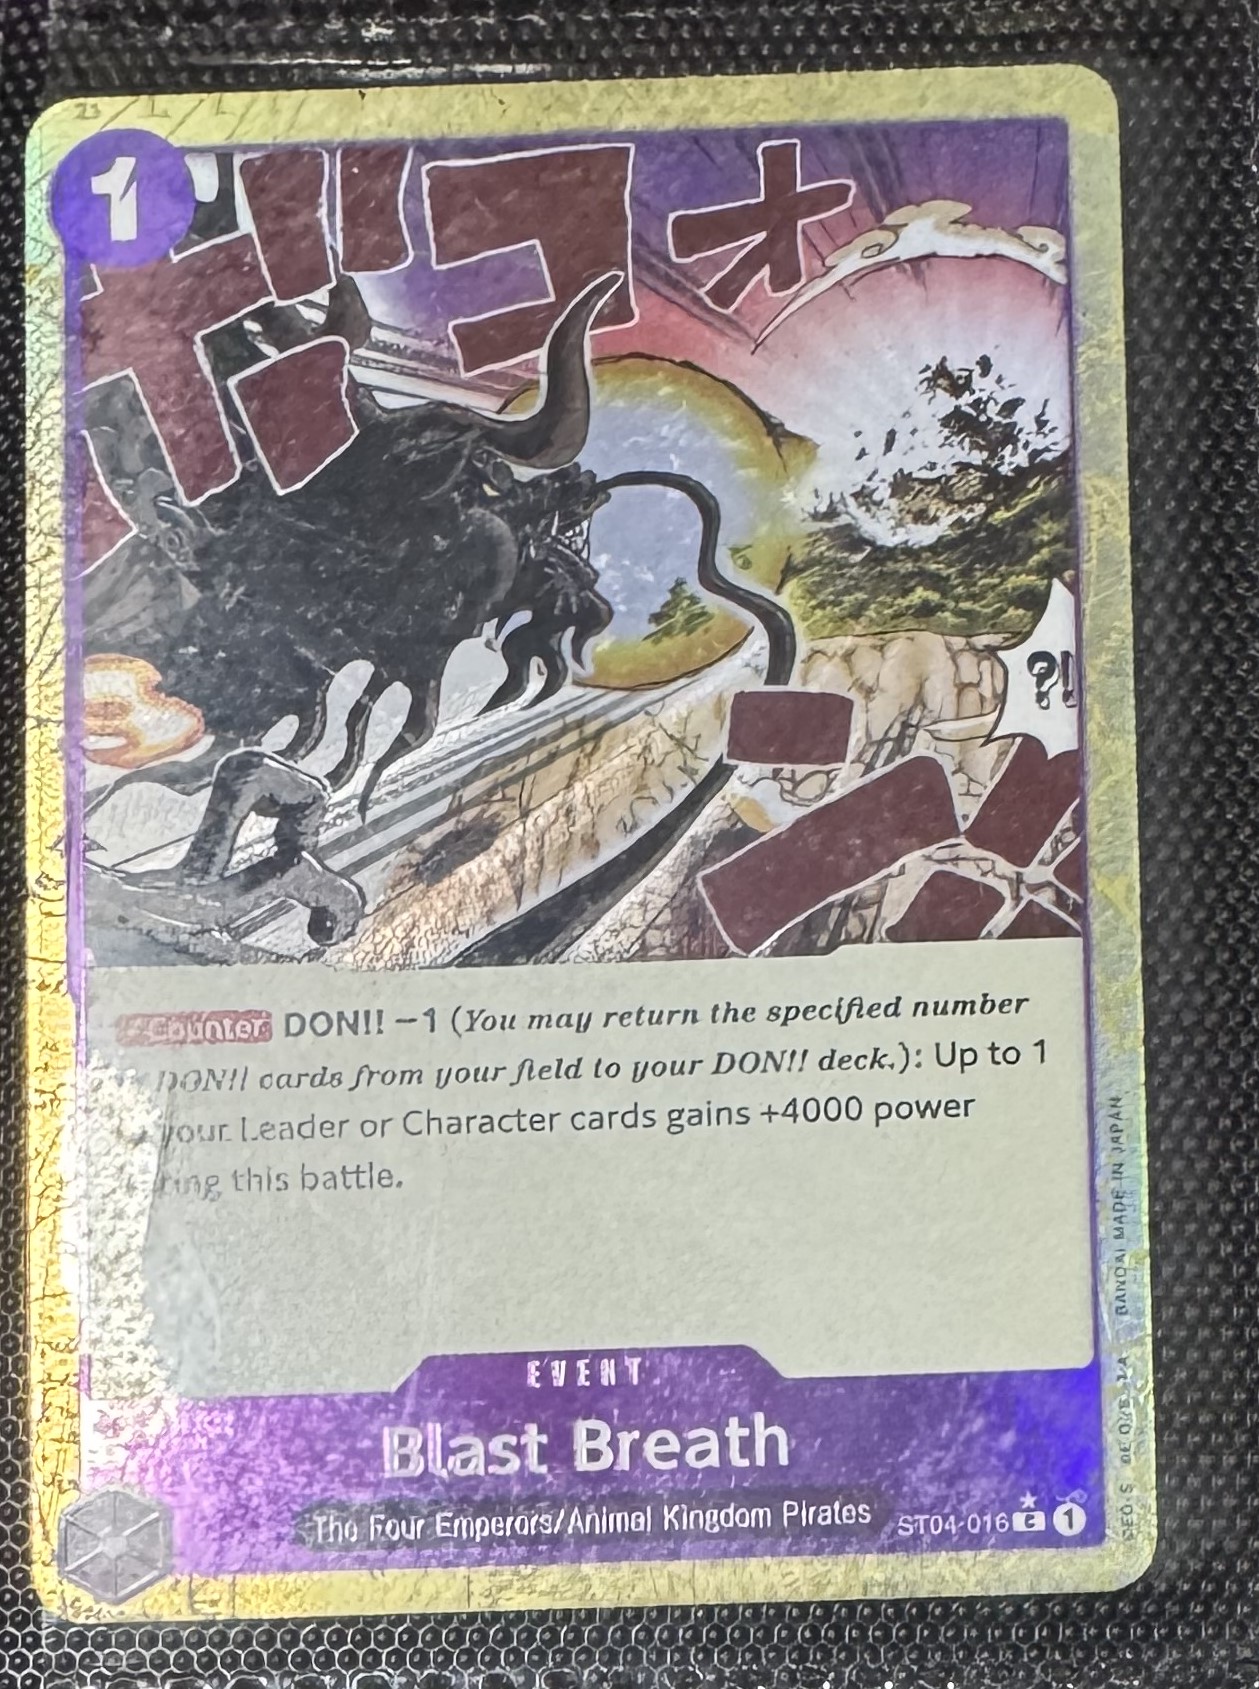 1
?!
Counter DON!! −1 (You may return the specified number
DON!! cards from your field to your DON!! deck.): Up to 1
your Leader or Character cards gains +4000 power
this battle.
BANDAI MADE IN JAPAN
EVENT
Blast Breath
The Four Emperors/Animal Kingdom Pirates
ST04-016 C 1